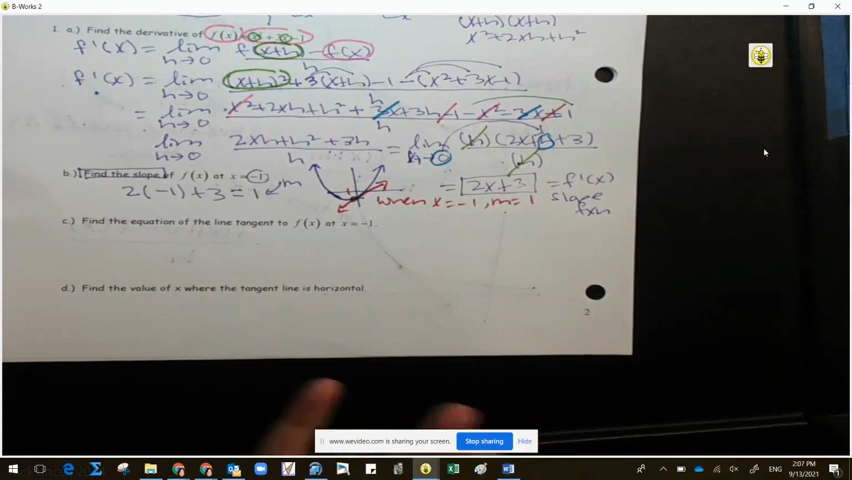 B-Works 2
(x+h)(x+h)
x²+2xh+h²
1. a.) Find the derivative of f(x) = x² + 3x - 1
f'(x) = lim h→0 f(x+h) - f(x) / h
f'(x) = lim h→0 (x+h)² + 3(x+h) - 1 - (x² + 3x - 1) / h
= lim h→0 x² + 2xh + h² + 3x + 3h - 1 - x² - 3x + 1 / h
lim h→0 2xh + h² + 3h / h = lim h→0 (h)(2x + h + 3) / (h)
b.) Find the slope of f(x) at x = -1
= 2x+3 = f'(x)
2(-1) + 3 = 1 ← m
when x = -1, m = 1
slope
fxn
c.) Find the equation of the line tangent to f(x) at x = -1.
d.) Find the value of x where the tangent line is horizontal.
2
www.wevideo.com is sharing your screen.
Stop sharing
Hide
2:07 PM
9/13/2021